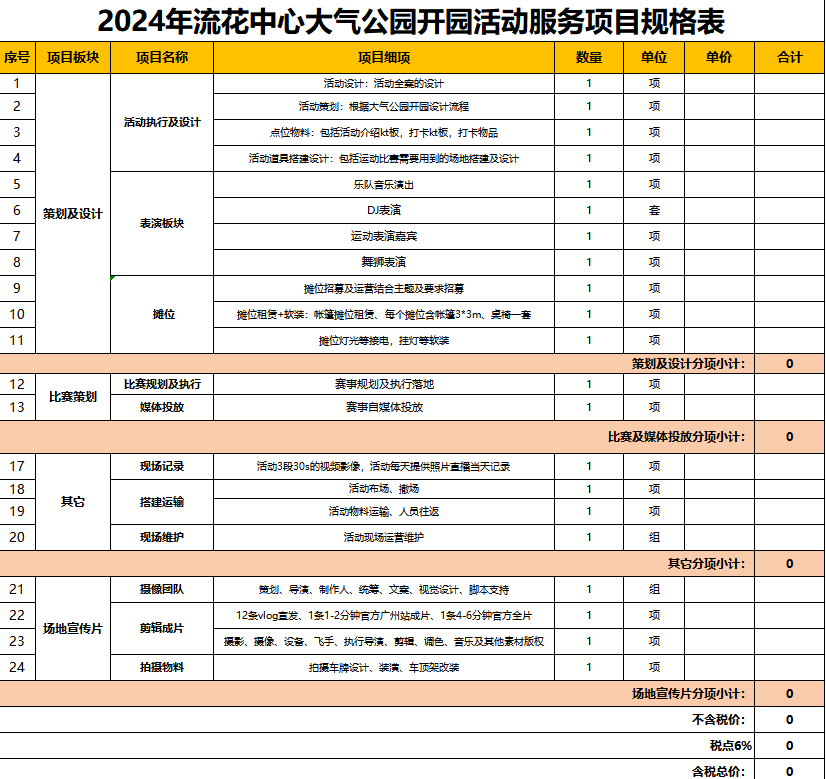 2024年流花中心大气公园开园活动服务项目规格表
序号 项目板块 项目名称 项目细项 数量 单位 单价 合计
1 策划及设计 活动执行及设计 活动设计：活动全案的设计 1 项
2 活动策划：根据大气公园开园设计流程 1 项
3 点位物料：包括活动介绍kt板，打卡kt板，打卡物品 1 项
4 活动道具搭建设计：包括运动比赛需要用到的场地搭建及设计 1 项
5 表演板块 乐队音乐演出 1 项
6 DJ表演 1 套
7 运动表演嘉宾 1 项
8 舞狮表演 1 项
9 摊位 摊位招募及运营结合主题及要求招募 1 项
10 摊位租赁+软装：帐篷摊位租赁、每个摊位含帐篷3*3m、桌椅一套 1 项
11 摊位灯光等接电，挂灯等软装 1 项
策划及设计分项小计： 0
12 比赛策划 比赛规划及执行 赛事规划及执行落地 1 项
13 媒体投放 赛事自媒体投放 1 项
比赛及媒体投放分项小计： 0
17 其它 现场记录 活动3段30s的视频影像，活动每天提供照片直播当天记录 1 项
18 搭建运输 活动布场、撤场 1 项
19 活动物料运输、人员往返 1 项
20 现场维护 活动现场运营维护 1 组
其它分项小计： 0
21 场地宣传片 摄像团队 策划、导演、制作人、统筹、文案、视觉设计、脚本支持 1 组
22 剪辑成片 12条vlog宣发、1条1-2分钟官方广州站成片、1条4-6分钟官方全片 1 项
23 摄影、摄像、设备、飞手、执行导演、剪辑、调色、音乐及其他素材版权 1 项
24 拍摄物料 拍摄车牌设计、装潢、车顶架改装 1 项
场地宣传片分项小计： 0
不含税价： 0
税点6% 0
含税总价： 0